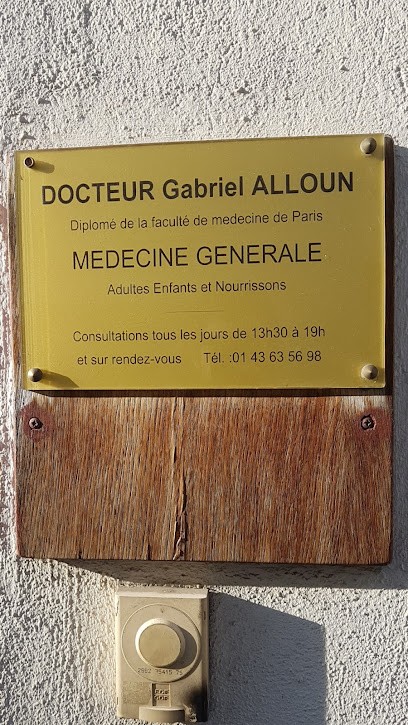 DOCTEUR Gabriel ALLOUN
Diplomé de la faculté de medecine de Paris
MEDECINE GENERALE
Adultes Enfants et Nourrissons
Consultations tous les jours de 13h30 à 19h
et sur rendez-vous Tél. :01 43 63 56 98